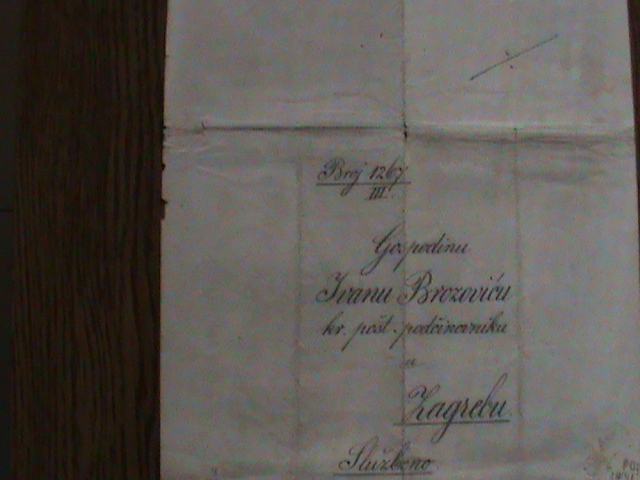 Broj 1267
III.
Gospodinu
Ivanu Brozoviću
kr. pošt. podčinovniku
u
Zagrebu.
Službeno